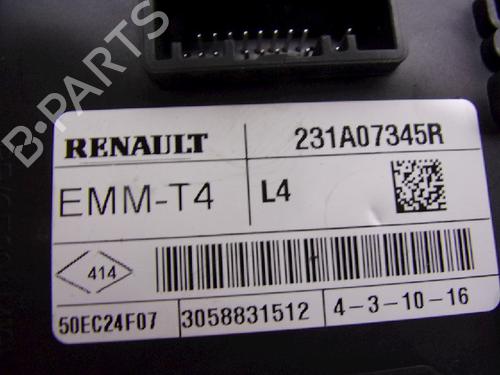 B-PARTS
RENAULT 231A07345R
EMM-T4 L4
414
50EC24F07 3058831512 4-3-10-16